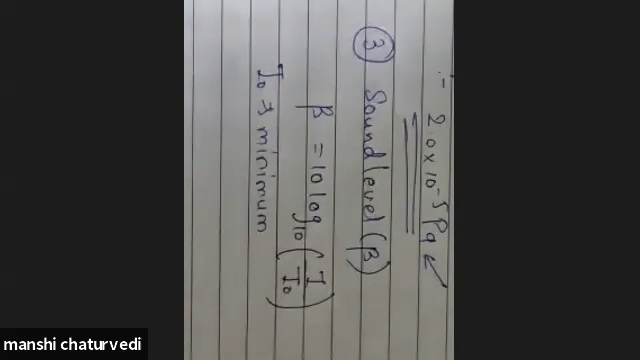 :- 2.0 × 10⁻⁵ Pa ↙
③ Sound level (β)
β = 10 log₁₀ (I/I₀)
I₀ → minimum
manshi chaturvedi